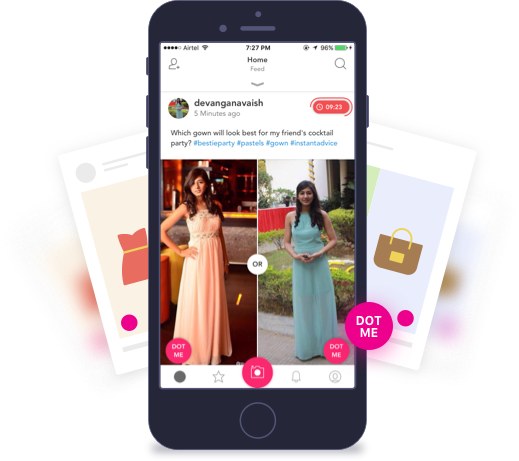 Airtel 7:27 PM 96%
Home
Feed
devanganavaish
5 Minutes ago
09:23
Which gown will look best for my friend's cocktail
party? #bestieparty #pastels #gown #instantadvice
OR
DOT
ME
DOT
ME
DOT
ME